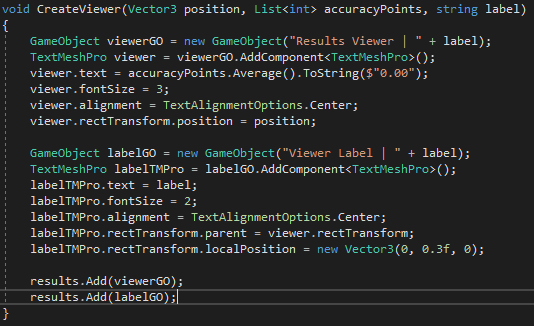 void CreateViewer(Vector3 position, List<int> accuracyPoints, string label)
{
GameObject viewerGO = new GameObject("Results Viewer | " + label);
TextMeshPro viewer = viewerGO.AddComponent<TextMeshPro>();
viewer.text = accuracyPoints.Average().ToString($"0.00");
viewer.fontSize = 3;
viewer.alignment = TextAlignmentOptions.Center;
viewer.rectTransform.position = position;
GameObject labelGO = new GameObject("Viewer Label | " + label);
TextMeshPro labelTMPro = labelGO.AddComponent<TextMeshPro>();
labelTMPro.text = label;
labelTMPro.fontSize = 2;
labelTMPro.alignment = TextAlignmentOptions.Center;
labelTMPro.rectTransform.parent = viewer.rectTransform;
labelTMPro.rectTransform.localPosition = new Vector3(0, 0.3f, 0);
results.Add(viewerGO);
results.Add(labelGO);
}